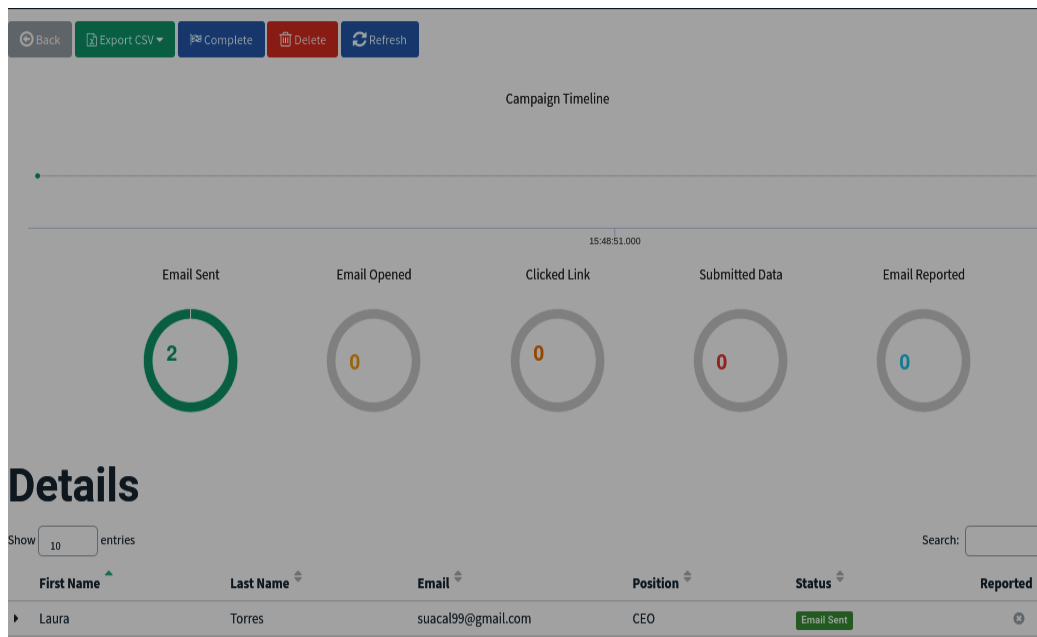 Back Export CSV Complete Delete Refresh
Campaign Timeline
15:48:51.000
Email Sent Email Opened Clicked Link Submitted Data Email Reported
2 0 0 0 0
Details
Show 10 entries Search:
First Name Last Name Email Position Status Reported
Laura Torres suacal99@gmail.com CEO Email Sent